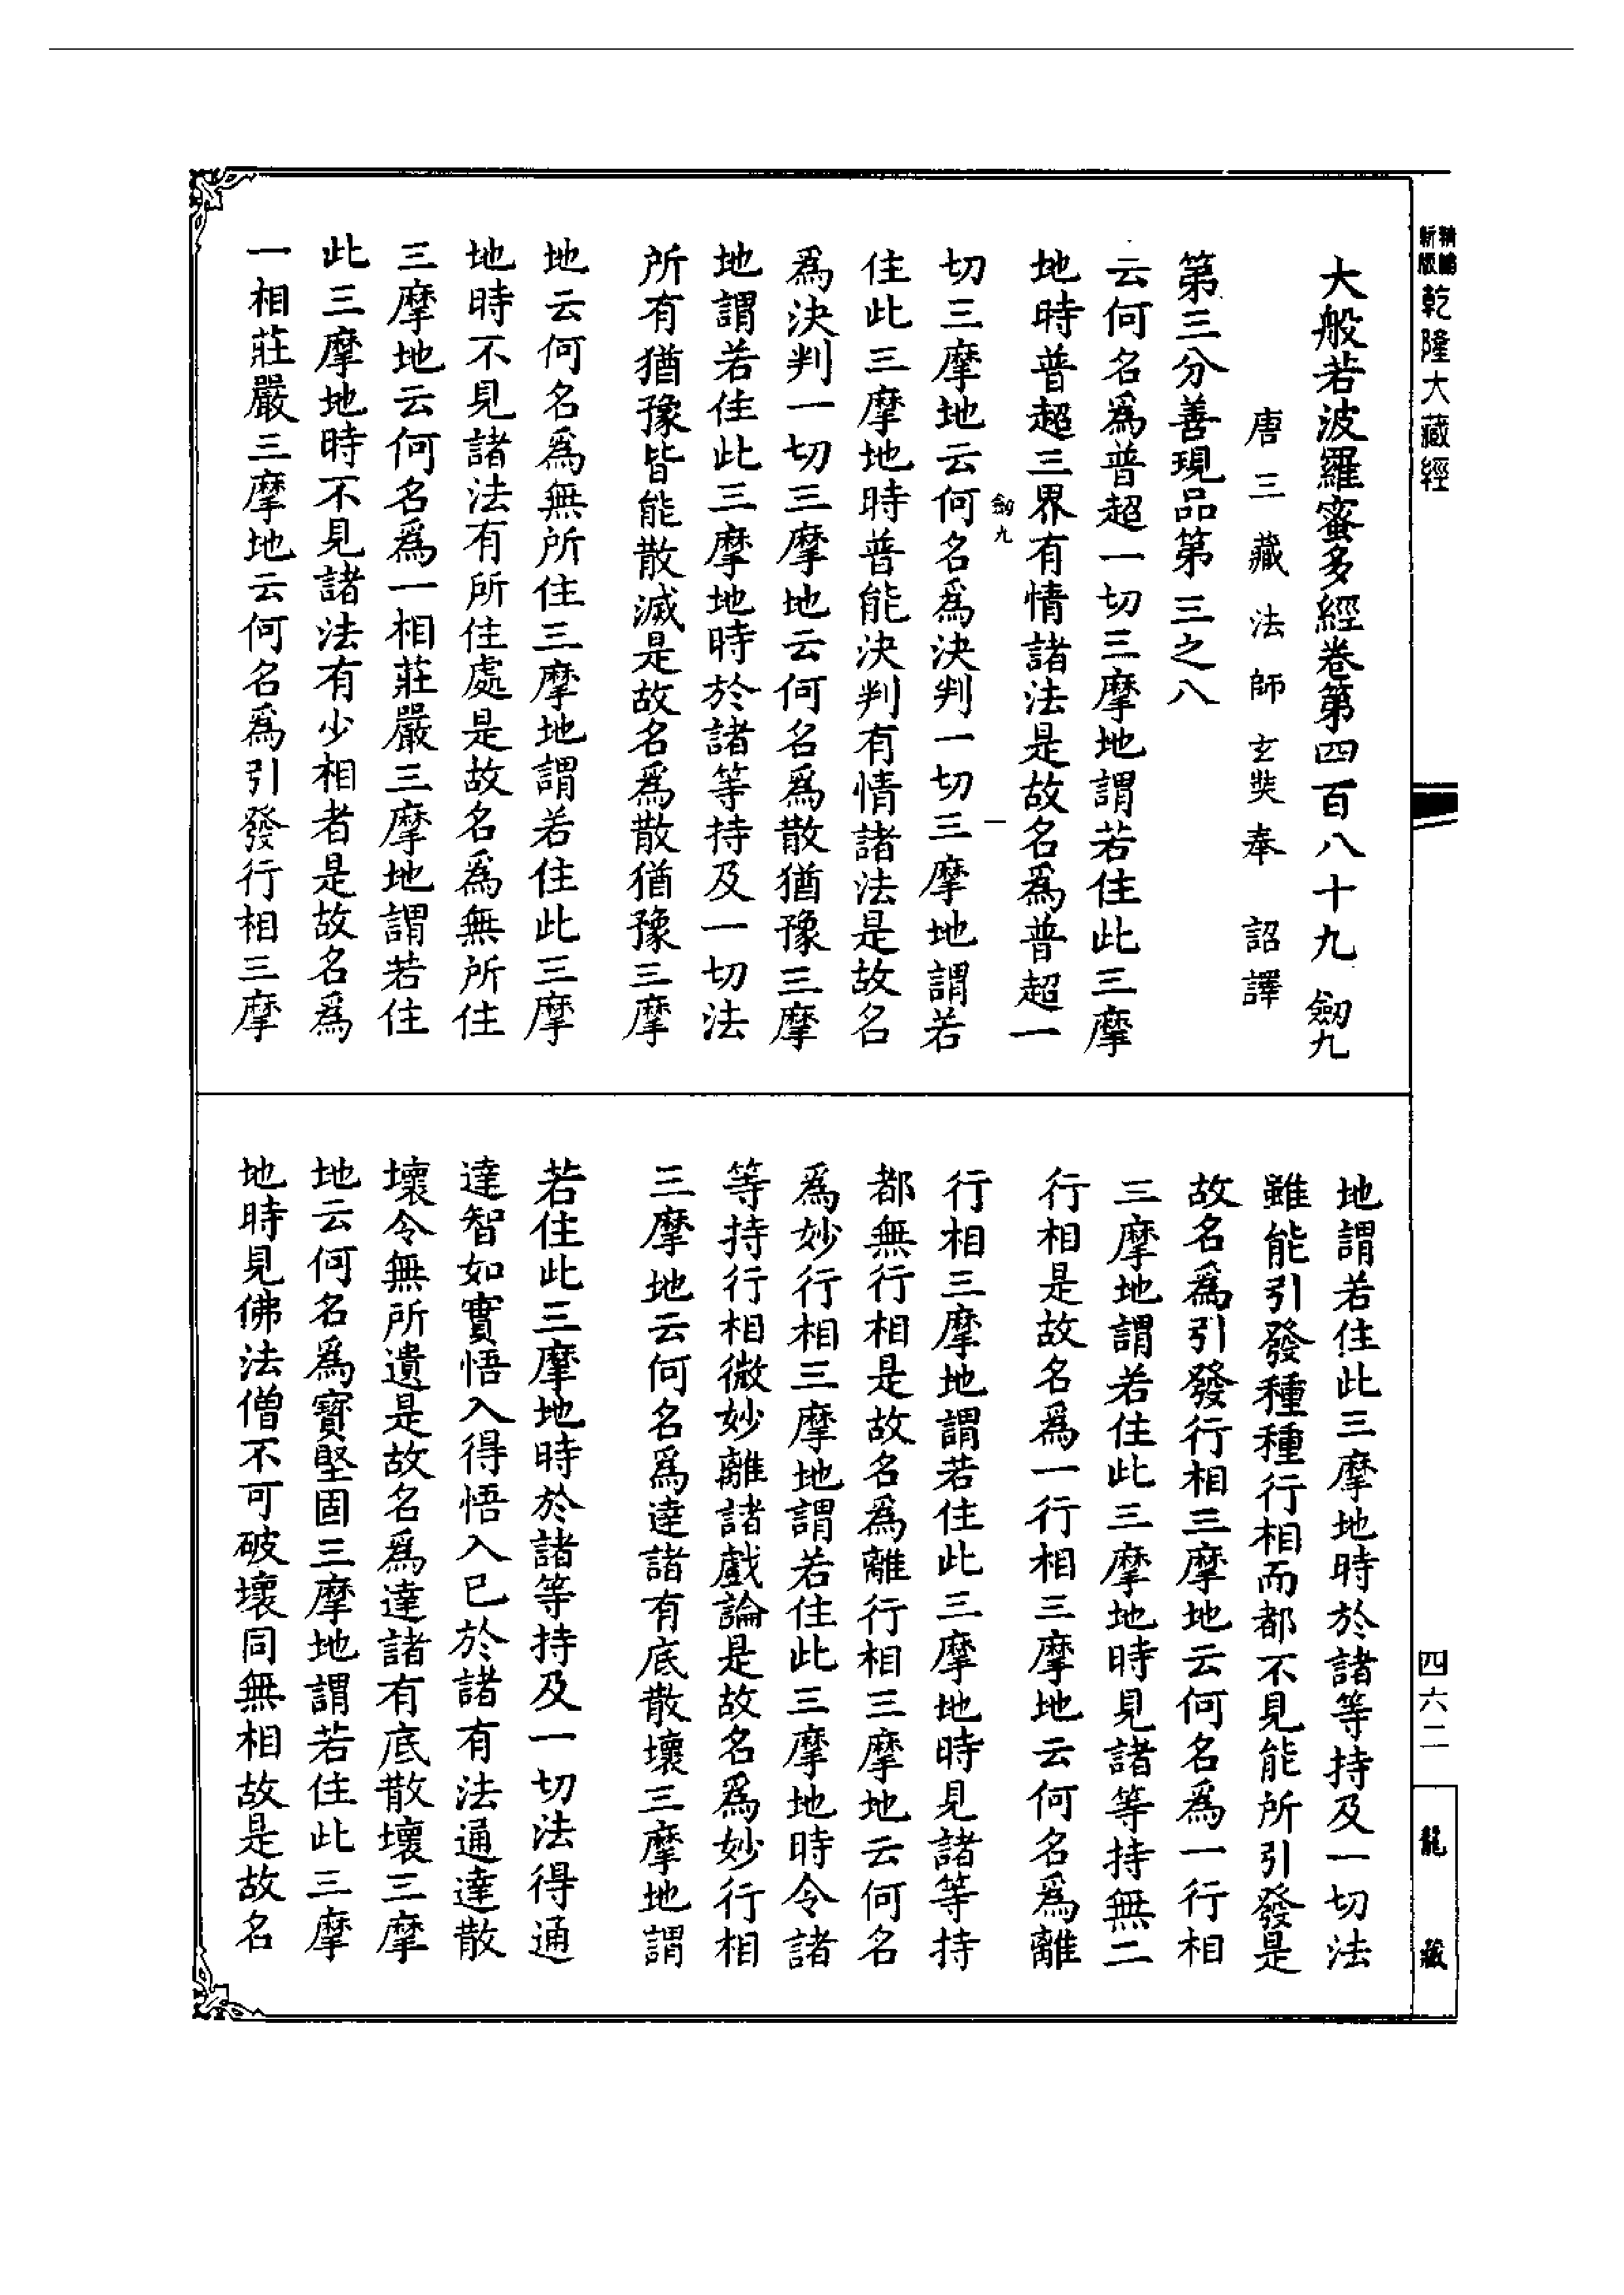 精編
新版
乾隆大藏經
大般若波羅蜜多經卷第四百八十九 劒九
唐三藏法師玄奘奉 詔譯
第三分善現品第三之八
云何名爲普超一切三摩地謂若住此三摩
地時普超三界有情諸法是故名爲普超一
劒九 一
切三摩地云何名爲決判一切三摩地謂若
住此三摩地時普能決判有情諸法是故名
爲決判一切三摩地云何名爲散猶豫三摩
地謂若住此三摩地時於諸等持及一切法
所有猶豫皆能散滅是故名爲散猶豫三摩
地云何名爲無所住三摩地謂若住此三摩
地時不見諸法有所住處是故名爲無所住
三摩地云何名爲一相莊嚴三摩地謂若住
此三摩地時不見諸法有少相者是故名爲
一相莊嚴三摩地云何名爲引發行相三摩
地謂若住此三摩地時於諸等持及一切法
雖能引發種種行相而都不見能所引發是
故名爲引發行相三摩地云何名爲一行相
三摩地謂若住此三摩地時見諸等持無二
行相是故名爲一行相三摩地云何名爲離
行相三摩地謂若住此三摩地時見諸等持
都無行相是故名爲離行相三摩地云何名
爲妙行相三摩地謂若住此三摩地時令諸
等持行相微妙離諸戲論是故名爲妙行相
三摩地云何名爲達諸有底散壞三摩地謂
若住此三摩地時於諸等持及一切法得通
達智如實悟入得悟入已於諸有法通達散
壞令無所遺是故名爲達諸有底散壞三摩
地云何名爲寶堅固三摩地謂若住此三摩
地時見佛法僧不可破壞同無相故是故名
四六二
龍藏